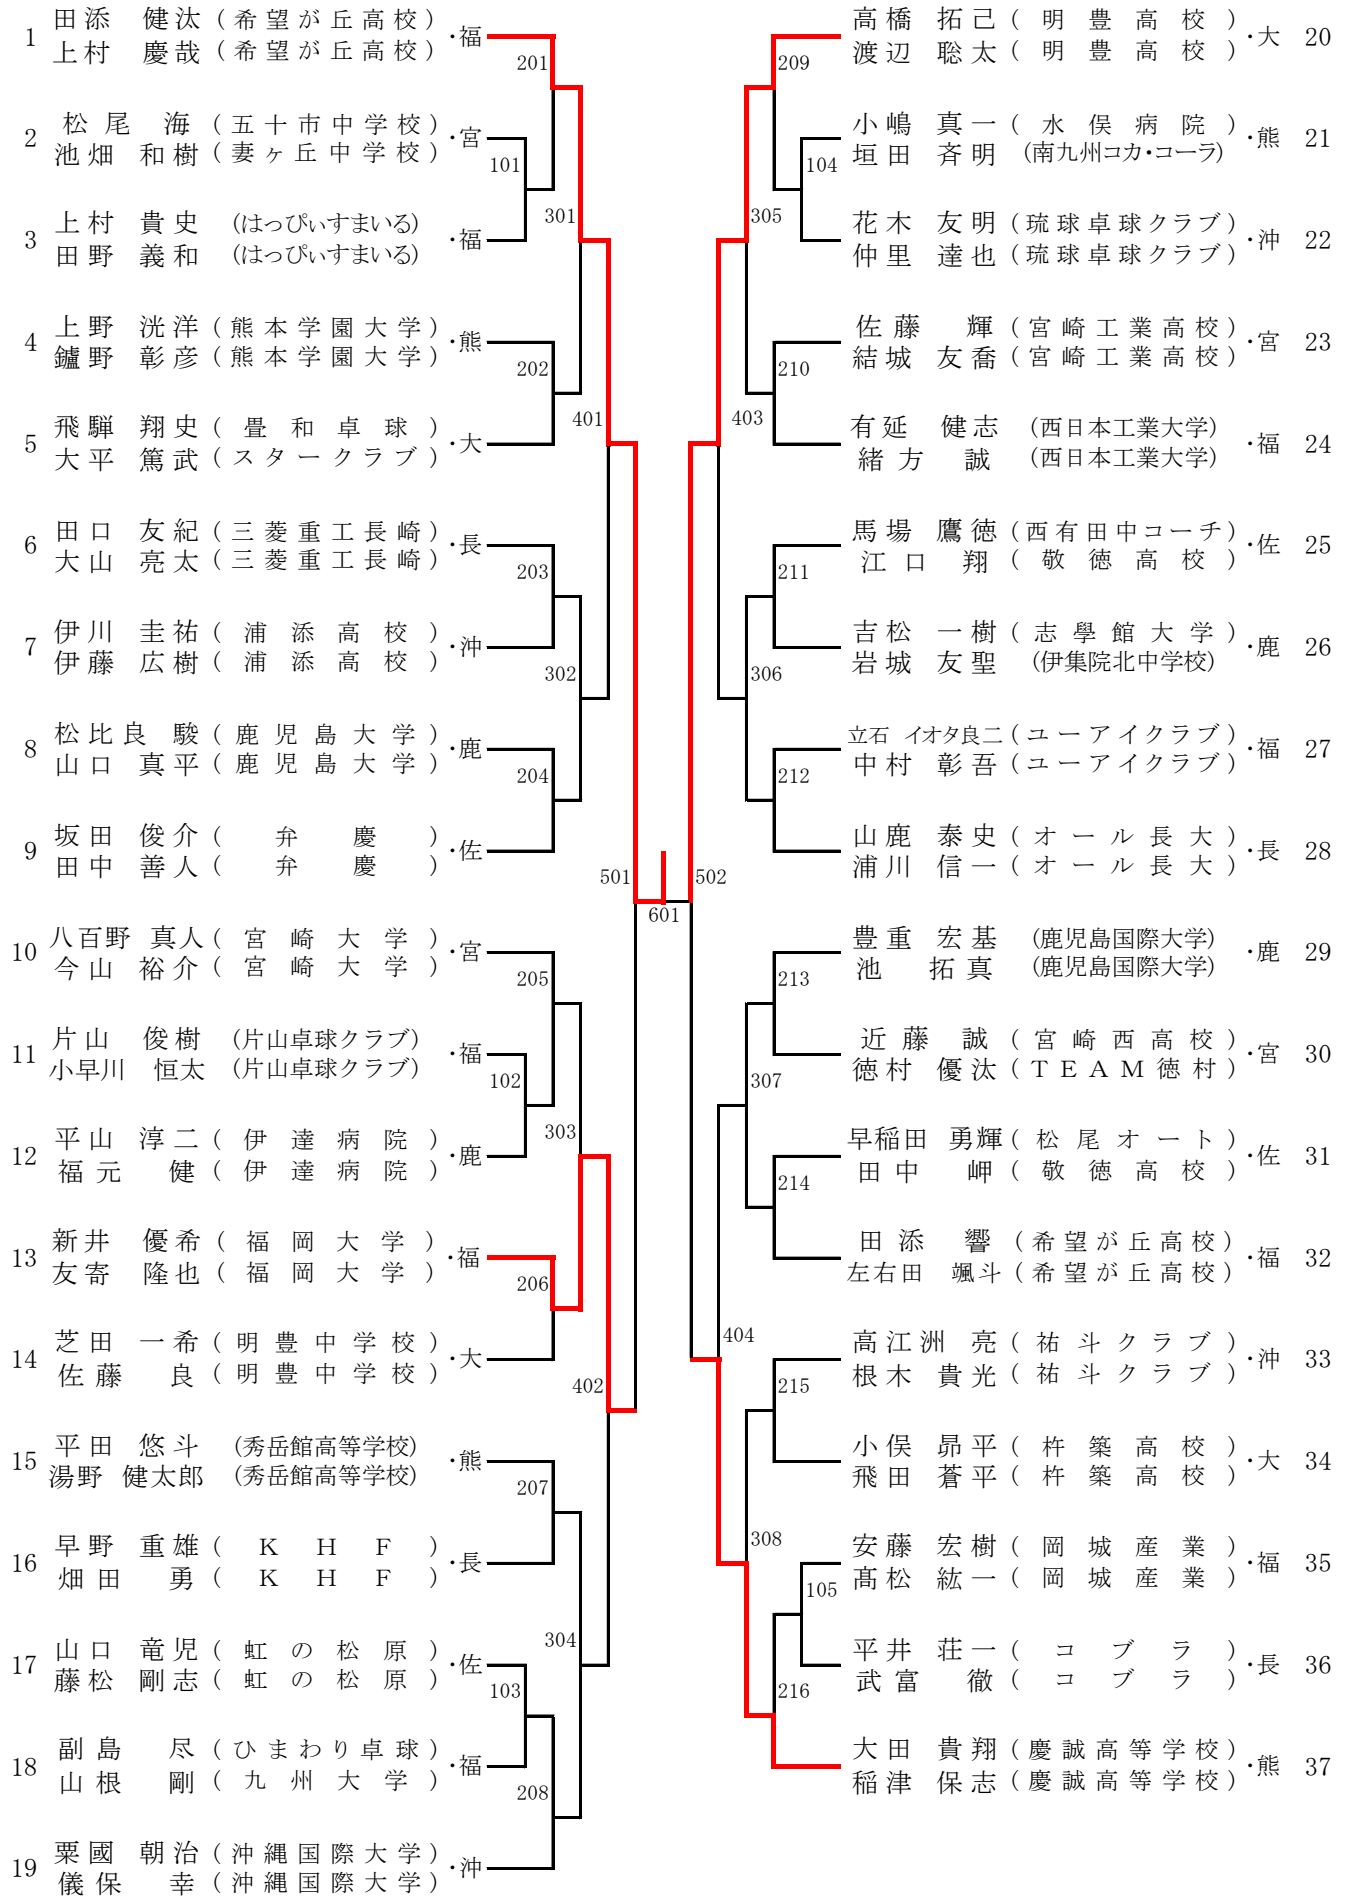 1 田添 健汰 (希望が丘高校) ・福
上村 慶哉 (希望が丘高校)
201
2 松尾 海 (五十市中学校) ・宮
池畑 和樹 (妻ヶ丘中学校)
101
3 上村 貴史 (はっぴぃすまいる) ・福
田野 義和 (はっぴぃすまいる)
301
4 上野 洸洋 (熊本学園大学) ・熊
鑪野 彰彦 (熊本学園大学)
202
401
5 飛騨 翔史 (畳和卓球) ・大
大平 篤武 (スタークラブ)
6 田口 友紀 (三菱重工長崎) ・長
大山 亮太 (三菱重工長崎)
203
7 伊川 圭祐 (浦添高校) ・沖
伊藤 広樹 (浦添高校)
302
8 松比良 駿 (鹿児島大学) ・鹿
山口 真平 (鹿児島大学)
204
9 坂田 俊介 (弁慶) ・佐
田中 善人 (弁慶)
501
601
10 八百野 真人 (宮崎大学) ・宮
今山 裕介 (宮崎大学)
205
11 片山 俊樹 (片山卓球クラブ) ・福
小早川 恒太 (片山卓球クラブ)
102
303
12 平山 淳二 (伊達病院) ・鹿
福元 健 (伊達病院)
13 新井 優希 (福岡大学) ・福
友寄 隆也 (福岡大学)
206
14 芝田 一希 (明豊中学校) ・大
佐藤 良 (明豊中学校)
402
15 平田 悠斗 (秀岳館高等学校) ・熊
湯野 健太郎 (秀岳館高等学校)
207
16 早野 重雄 (KHF) ・長
畑田 勇 (KHF)
304
17 山口 竜児 (虹の松原) ・佐
藤松 剛志 (虹の松原)
103
18 副島 尽 (ひまわり卓球) ・福
山根 剛 (九州大学)
208
19 粟國 朝治 (沖縄国際大学) ・沖
儀保 幸 (沖縄国際大学)
高橋 拓己 (明豊高校) ・大 20
渡辺 聡太 (明豊高校)
209
小嶋 真一 (水俣病院) ・熊 21
垣田 斉明 (南九州コカ・コーラ)
104
305
花木 友明 (琉球卓球クラブ) ・沖 22
仲里 達也 (琉球卓球クラブ)
佐藤 輝 (宮崎工業高校) ・宮 23
結城 友喬 (宮崎工業高校)
210
403
有延 健志 (西日本工業大学) ・福 24
緒方 誠 (西日本工業大学)
馬場 鷹徳 (西有田中コーチ) ・佐 25
江口 翔 (敬徳高校)
211
吉松 一樹 (志學館大学) ・鹿 26
岩城 友聖 (伊集院北中学校)
306
立石 イオタ良二 (ユーアイクラブ) ・福 27
中村 彰吾 (ユーアイクラブ)
212
山鹿 泰史 (オール長大) ・長 28
浦川 信一 (オール長大)
502
豊重 宏基 (鹿児島国際大学) ・鹿 29
池 拓真 (鹿児島国際大学)
213
近藤 誠 (宮崎西高校) ・宮 30
徳村 優汰 (TEAM徳村)
307
早稲田 勇輝 (松尾オート) ・佐 31
田中 岬 (敬徳高校)
214
田添 響 (希望が丘高校) ・福 32
左右田 颯斗 (希望が丘高校)
404
高江洲 亮 (祐斗クラブ) ・沖 33
根木 貴光 (祐斗クラブ)
215
小俣 昴平 (杵築高校) ・大 34
飛田 蒼平 (杵築高校)
308
安藤 宏樹 (岡城産業) ・福 35
髙松 紘一 (岡城産業)
105
平井 荘一 (コブラ) ・長 36
武富 徹 (コブラ)
216
大田 貴翔 (慶誠高等学校) ・熊 37
稲津 保志 (慶誠高等学校)